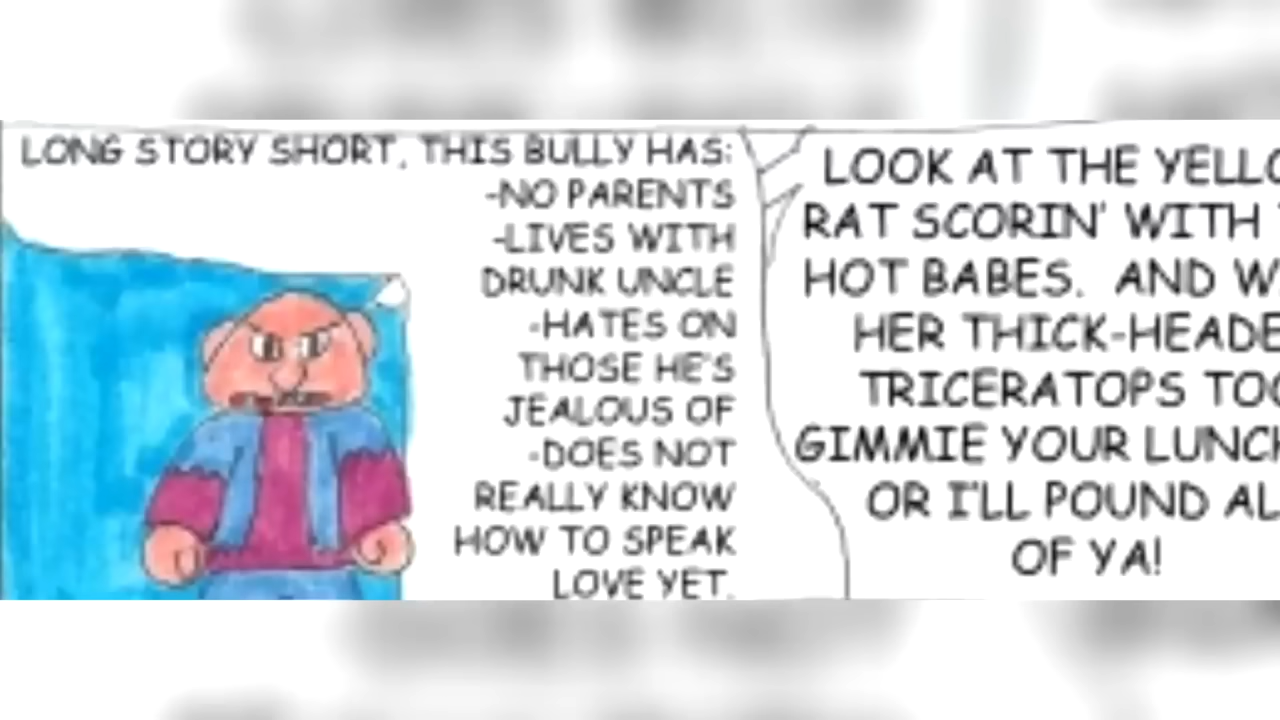 LONG STORY SHORT, THIS BULLY HAS:
-NO PARENTS
-LIVES WITH
DRUNK UNCLE
-HATES ON
THOSE HE'S
JEALOUS OF
-DOES NOT
REALLY KNOW
HOW TO SPEAK
LOVE YET.
LOOK AT THE
RAT SCORIN' WITH
HOT BABES. AND
HER THICK-HEADE
TRICERATOPS
GIMMIE YOUR LUNCH
OR I'LL POUND
OF YA!